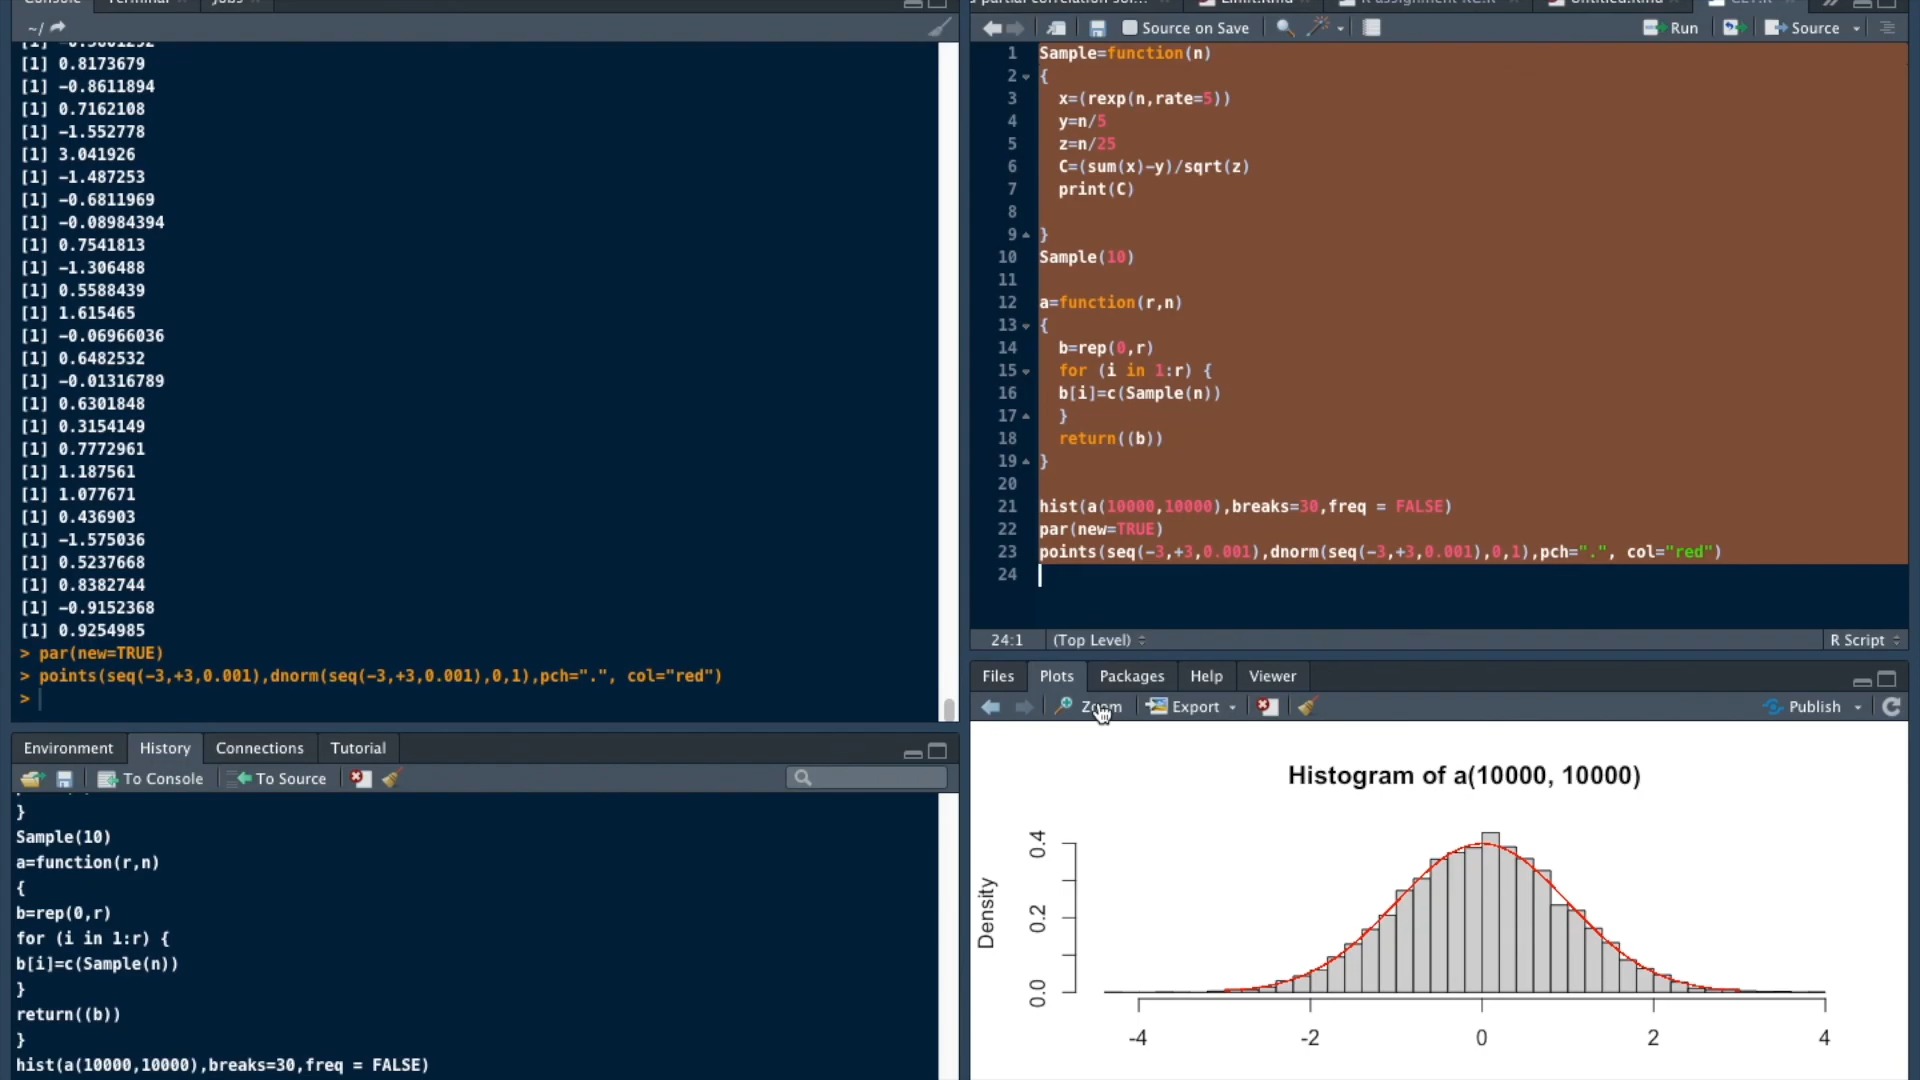 Console Terminal Jobs
~/
[1] 0.8173679
[1] -0.8611894
[1] 0.7162108
[1] -1.552778
[1] 3.041926
[1] -1.487253
[1] -0.6811969
[1] -0.08984394
[1] 0.7541813
[1] -1.306488
[1] 0.5588439
[1] 1.615465
[1] -0.06966036
[1] 0.6482532
[1] -0.01316789
[1] 0.6301848
[1] 0.3154149
[1] 0.7772961
[1] 1.187561
[1] 1.077671
[1] 0.436903
[1] -1.575036
[1] 0.5237668
[1] 0.8382744
[1] -0.9152368
[1] 0.9254985
> par(new=TRUE)
> points(seq(-3,+3,0.001),dnorm(seq(-3,+3,0.001),0,1),pch=".", col="red")
>
Environment History Connections Tutorial
To Console To Source
}
Sample(10)
a=function(r,n)
{
b=rep(0,r)
for (i in 1:r) {
b[i]=c(Sample(n))
}
return((b))
}
hist(a(10000,10000),breaks=30,freq = FALSE)
Source on Save Run Source
1 Sample=function(n)
2 {
3 x=(rexp(n,rate=5))
4 y=n/5
5 z=n/25
6 C=(sum(x)-y)/sqrt(z)
7 print(C)
8
9 }
10 Sample(10)
11
12 a=function(r,n)
13 {
14 b=rep(0,r)
15 for (i in 1:r) {
16 b[i]=c(Sample(n))
17 }
18 return((b))
19 }
20
21 hist(a(10000,10000),breaks=30,freq = FALSE)
22 par(new=TRUE)
23 points(seq(-3,+3,0.001),dnorm(seq(-3,+3,0.001),0,1),pch=".", col="red")
24
24:1 (Top Level) R Script
Files Plots Packages Help Viewer
Zoom Export Publish
Histogram of a(10000, 10000)
Density
0.4
0.2
0.0
-4 -2 0 2 4